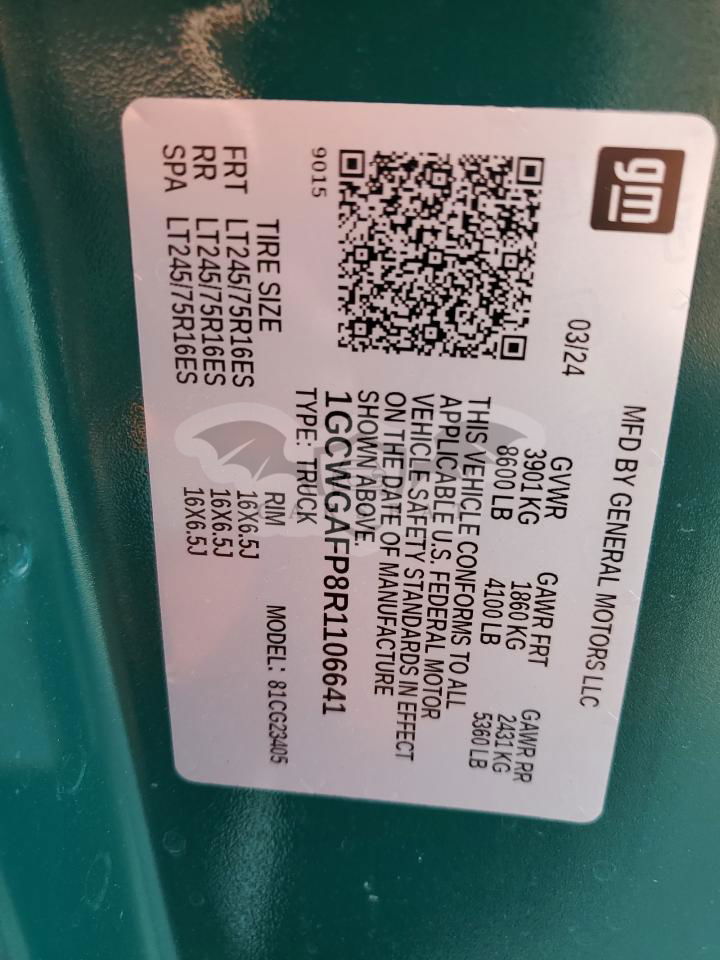 gm
MFD BY GENERAL MOTORS LLC
03/24
GVWR GAWR FRT GAWR RR
3901 KG 1860 KG 2431 KG
8600 LB 4100 LB 5360 LB
THIS VEHICLE CONFORMS TO ALL
APPLICABLE U.S. FEDERAL MOTOR
VEHICLE SAFETY STANDARDS IN EFFECT
ON THE DATE OF MANUFACTURE
SHOWN ABOVE.
1GCWGAFP8R1106641
TYPE: TRUCK
9015
MODEL: 81CG23405
TIRE SIZE RIM
FRT LT245/75R16ES 16X6.5J
RR LT245/75R16ES 16X6.5J
SPA LT245/75R16ES 16X6.5J